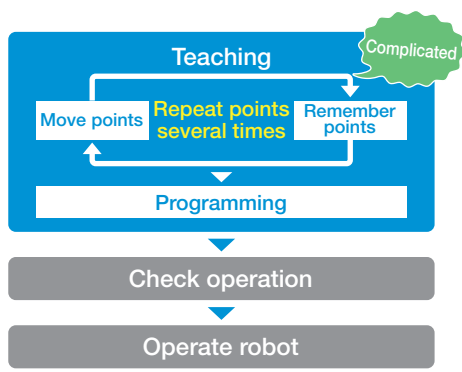 Complicated
Teaching
Move points
Repeat points
several times
Remember
points
Programming
Check operation
Operate robot